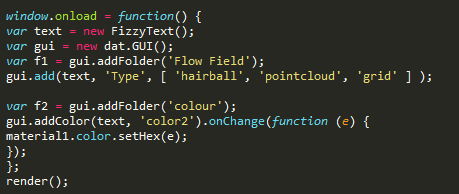 window.onload = function() {
var text = new FizzyText();
var gui = new dat.GUI();
var f1 = gui.addFolder('Flow Field');
gui.add(text, 'Type', [ 'hairball', 'pointcloud', 'grid' ] );
var f2 = gui.addFolder('colour');
gui.addColor(text, 'color2').onChange(function (e) {
material1.color.setHex(e);
});
};
render();